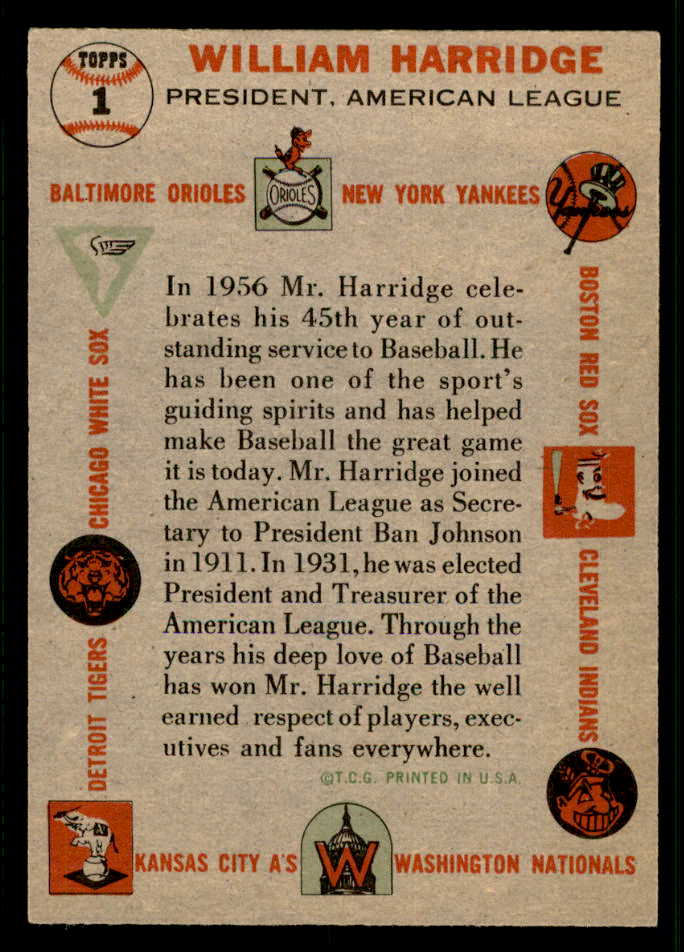 TOPPS
1
WILLIAM HARRIDGE
PRESIDENT, AMERICAN LEAGUE
BALTIMORE ORIOLES
ORIOLES
NEW YORK YANKEES
Yankees
BOSTON RED SOX
CLEVELAND INDIANS
CHICAGO WHITE SOX
DETROIT TIGERS
In 1956 Mr. Harridge cele-
brates his 45th year of out-
standing service to Baseball. He
has been one of the sport's
guiding spirits and has helped
make Baseball the great game
it is today. Mr. Harridge joined
the American League as Secre-
tary to President Ban Johnson
in 1911. In 1931, he was elected
President and Treasurer of the
American League. Through the
years his deep love of Baseball
has won Mr. Harridge the well
earned respect of players, exec-
utives and fans everywhere.
©T.C.G. PRINTED IN U.S.A.
A
KANSAS CITY A'S
W
WASHINGTON NATIONALS